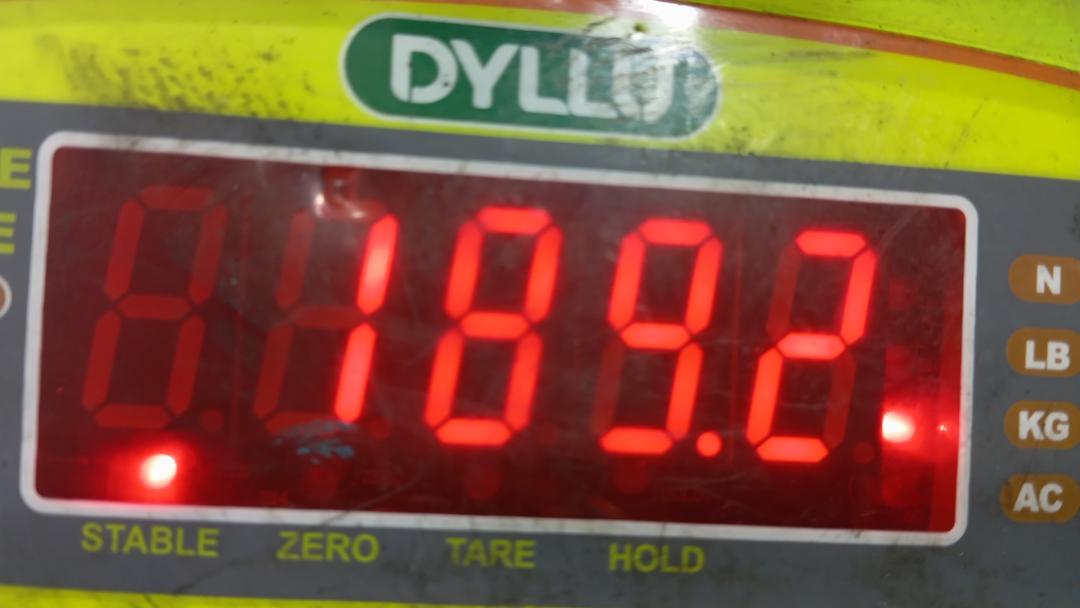 DYLLU
E
E
189.2
N
LB
KG
AC
STABLE ZERO TARE HOLD